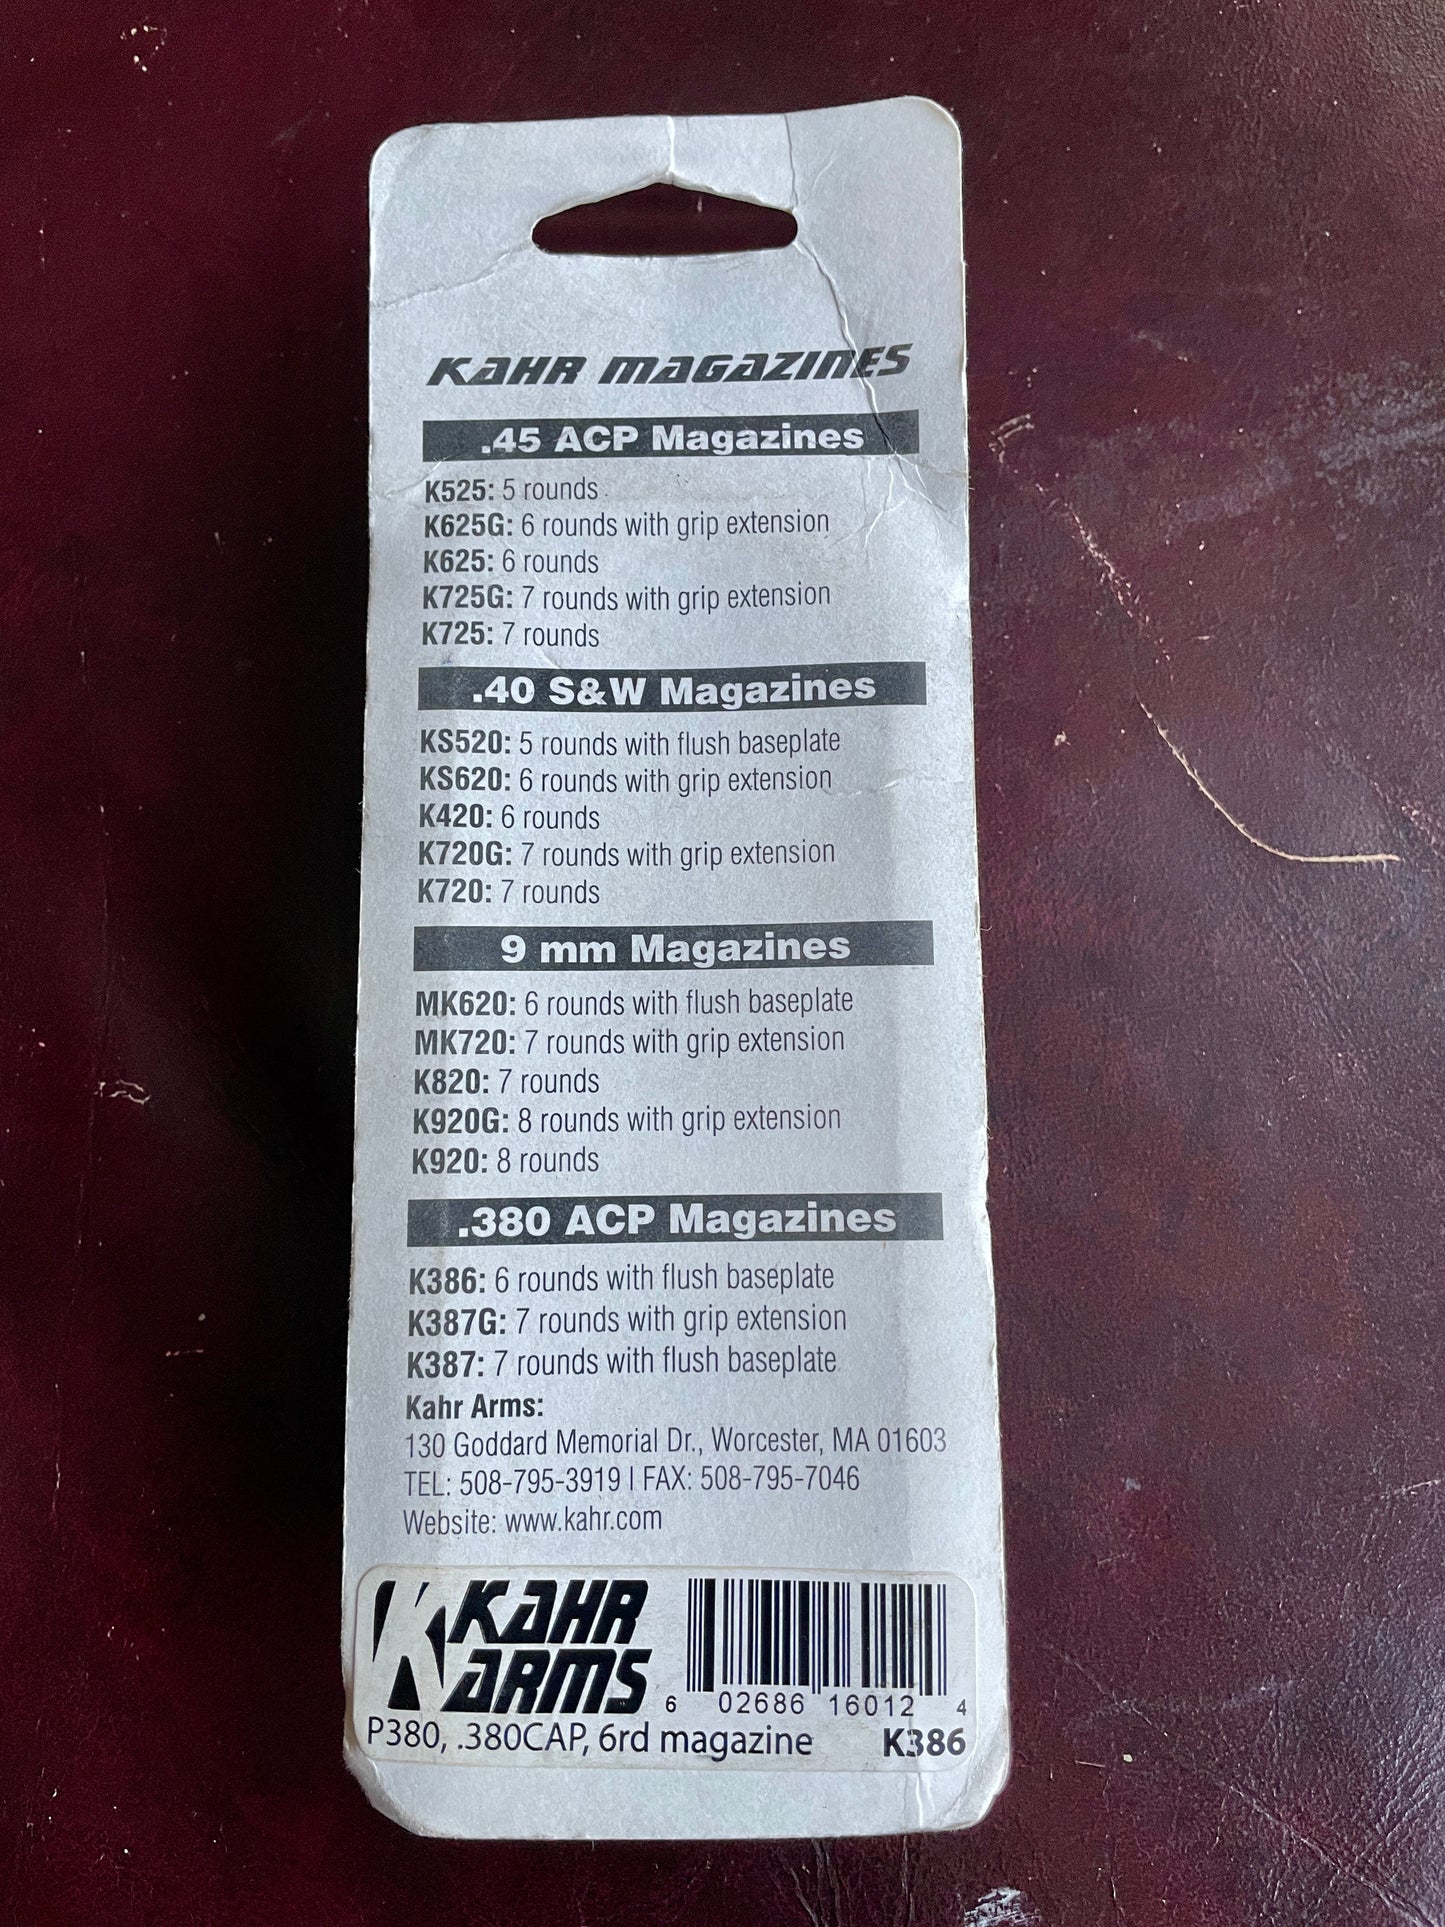 KAHR MAGAZINES
.45 ACP Magazines
K525: 5 rounds
K625G: 6 rounds with grip extension
K625: 6 rounds
K725G: 7 rounds with grip extension
K725: 7 rounds
.40 S&W Magazines
KS520: 5 rounds with flush baseplate
KS620: 6 rounds with grip extension
K420: 6 rounds
K720G: 7 rounds with grip extension
K720: 7 rounds
9 mm Magazines
MK620: 6 rounds with flush baseplate
MK720: 7 rounds with grip extension
K820: 7 rounds
K920G: 8 rounds with grip extension
K920: 8 rounds
.380 ACP Magazines
K386: 6 rounds with flush baseplate
K387G: 7 rounds with grip extension
K387: 7 rounds with flush baseplate
Kahr Arms:
130 Goddard Memorial Dr., Worcester, MA 01603
TEL: 508-795-3919 | FAX: 508-795-7046
Website: www.kahr.com
K KAHR
ARMS
6 02686 16012 4
P380, .380CAP, 6rd magazine K386